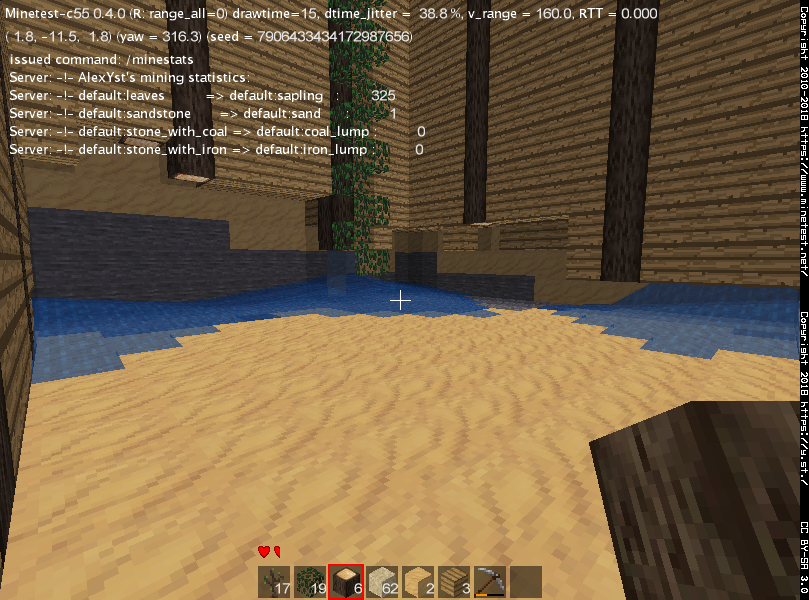 Minetest-c55 0.4.0 (R: range_all=0) drawtime=15, dtime_jitter = 38.8 %, v_range = 160.0, RTT = 0.000
( 1.8, -11.5, 1.8) (yaw = 316.3) (seed = 7906433434172987656)
issued command: /minestats
Server: -!- AlexYst's mining statistics:
Server: -!- default:leaves => default:sapling : 325
Server: -!- default:sandstone => default:sand : 1
Server: -!- default:stone_with_coal => default:coal_lump : 0
Server: -!- default:stone_with_iron => default:iron_lump : 0
17 19 6 62 2 3
Copyright 2010-2018 https://www.minetest.net/ Copyright 2018 https://y.st./ CC BY-SA 3.0